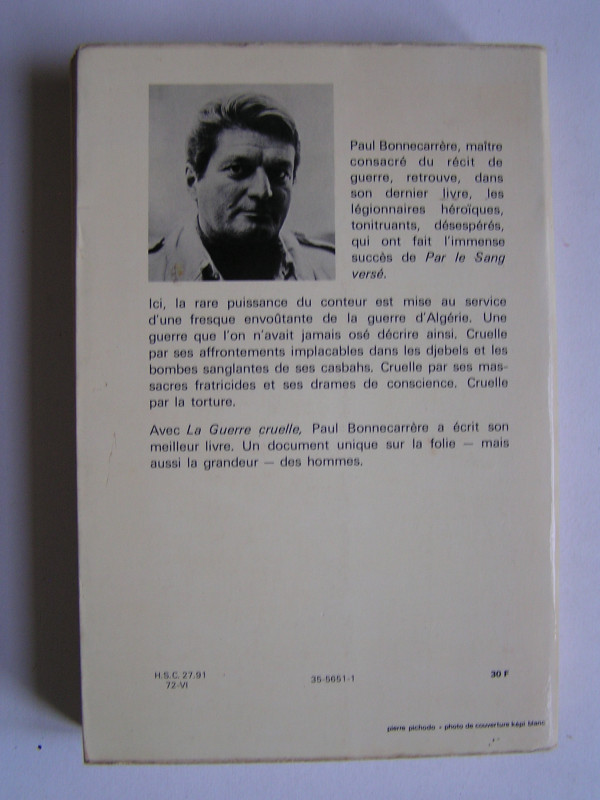 Paul Bonnecarrère, maître
consacré du récit de
guerre, retrouve, dans
son dernier livre, les
légionnaires héroïques,
tonitruants, désespérés,
qui ont fait l'immense
succès de Par le Sang
versé.
Ici, la rare puissance du conteur est mise au service
d'une fresque envoûtante de la guerre d'Algérie. Une
guerre que l'on n'avait jamais osé décrire ainsi. Cruelle
par ses affrontements implacables dans les djebels et les
bombes sanglantes de ses casbahs. Cruelle par ses mas-
sacres fratricides et ses drames de conscience. Cruelle
par la torture.
Avec La Guerre cruelle, Paul Bonnecarrère a écrit son
meilleur livre. Un document unique sur la folie — mais
aussi la grandeur — des hommes.
H.S.C. 27.91
72-VI
35-5651-1
30 F
pierre pichodo • photo de couverture képi blanc